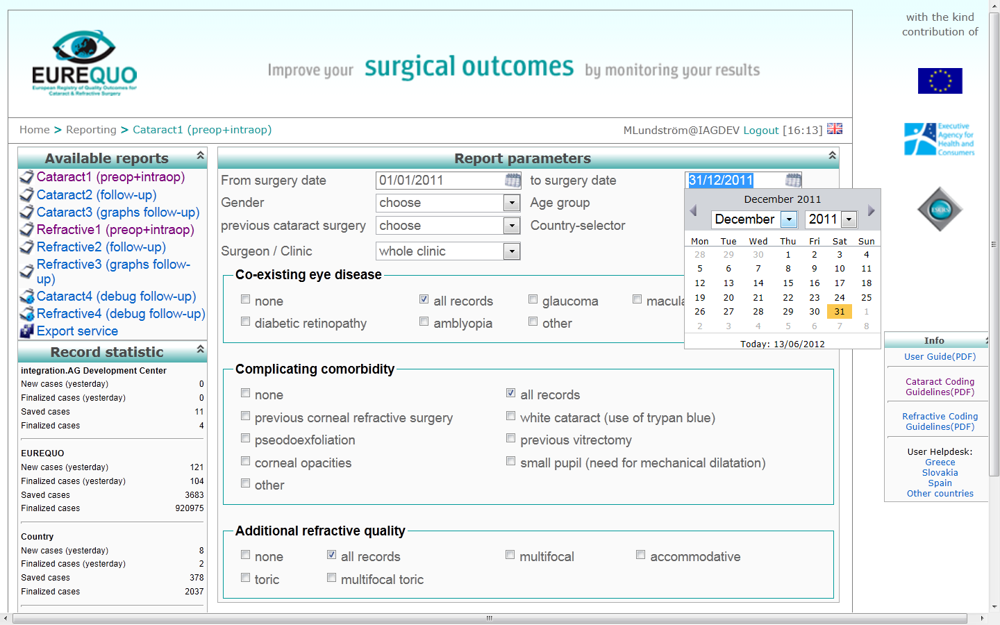 with the kind
contribution of
EUREQUO
European Registry of Quality Outcomes for
Cataract & Refractive Surgery
Improve your surgical outcomes by monitoring your results
Executive
Agency for
Health and
Consumers
ESCRS
Home > Reporting > Cataract1 (preop+intraop)
MLundström@IAGDEV Logout [16:13]
Available reports
Cataract1 (preop+intraop)
Cataract2 (follow-up)
Cataract3 (graphs follow-up)
Refractive1 (preop+intraop)
Refractive2 (follow-up)
Refractive3 (graphs follow-
up)
Cataract4 (debug follow-up)
Refractive4 (debug follow-up)
Export service
Record statistic
integration.AG Development Center
New cases (yesterday) 0
Finalized cases (yesterday) 0
Saved cases 11
Finalized cases 4
EUREQUO
New cases (yesterday) 121
Finalized cases (yesterday) 104
Saved cases 3683
Finalized cases 920975
Country
New cases (yesterday) 8
Finalized cases (yesterday) 2
Saved cases 378
Finalized cases 2037
Report parameters
From surgery date 01/01/2011 to surgery date 31/12/2011
Gender choose Age group
previous cataract surgery choose Country-selector
Surgeon / Clinic whole clinic
December 2011
December 2011
Mon Tue Wed Thu Fri Sat Sun
28 29 30 1 2 3 4
5 6 7 8 9 10 11
12 13 14 15 16 17 18
19 20 21 22 23 24 25
26 27 28 29 30 31 1
2 3 4 5 6 7 8
Today: 13/06/2012
Co-existing eye disease
none all records glaucoma macula
diabetic retinopathy amblyopia other
Complicating comorbidity
none all records
previous corneal refractive surgery white cataract (use of trypan blue)
pseodoexfoliation previous vitrectomy
corneal opacities small pupil (need for mechanical dilatation)
other
Additional refractive quality
none all records multifocal accommodative
toric multifocal toric
Info
User Guide(PDF)
Cataract Coding
Guidelines(PDF)
Refractive Coding
Guidelines(PDF)
User Helpdesk:
Greece
Slovakia
Spain
Other countries